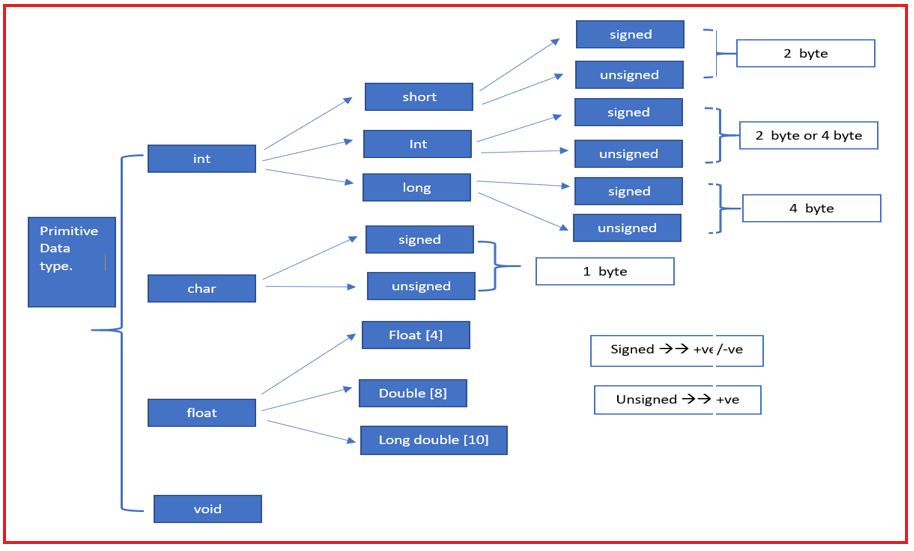 Primitive
Data
type.
int
short
signed
unsigned
2 byte
Int
signed
unsigned
2 byte or 4 byte
long
signed
unsigned
4 byte
char
signed
unsigned
1 byte
float
Float [4]
Double [8]
Long double [10]
void
Signed →→ +ve/-ve
Unsigned →→ +ve